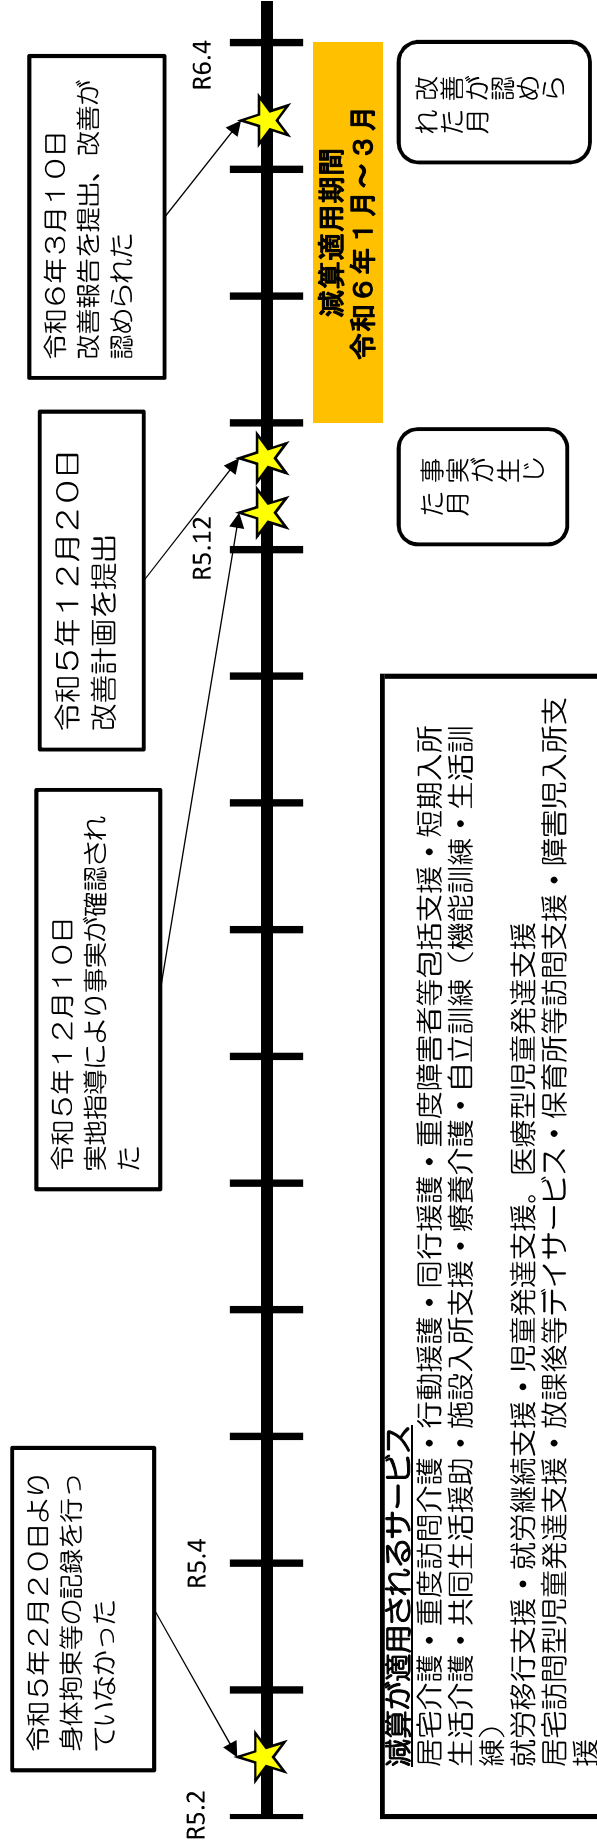 令和５年２月２０日より
身体拘束等の記録を行っ
ていなかった
令和５年１２月１０日
実地指導により事実が確認され
た
令和５年１２月２０日
改善計画を提出
令和６年３月１０日
改善報告を提出、改善が
認められた
R5.2
R5.4
R5.12
R6.4
減算適用期間
令和６年１月～３月
事実が生じ
た月
改善が認めら
れた月
減算が適用されるサービス
居宅介護・重度訪問介護・行動援護・同行援護・重度障害者等包括支援・短期入所
生活介護・共同生活援助・施設入所支援・療養介護・自立訓練（機能訓練・生活訓
練）
就労移行支援・就労継続支援・児童発達支援。医療型児童発達支援
居宅訪問型児童発達支援・放課後等デイサービス・保育所等訪問支援・障害児入所支
援